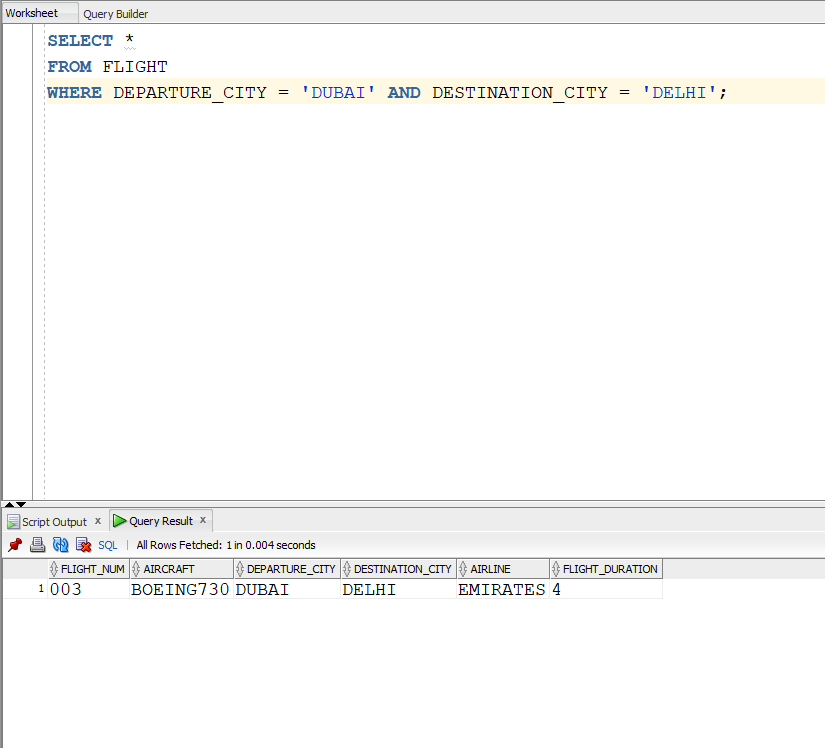 Worksheet Query Builder
SELECT *
FROM FLIGHT
WHERE DEPARTURE_CITY = 'DUBAI' AND DESTINATION_CITY = 'DELHI';
Script Output x Query Result x
SQL | All Rows Fetched: 1 in 0.004 seconds
FLIGHT_NUM AIRCRAFT DEPARTURE_CITY DESTINATION_CITY AIRLINE FLIGHT_DURATION
1 003 BOEING730 DUBAI DELHI EMIRATES 4